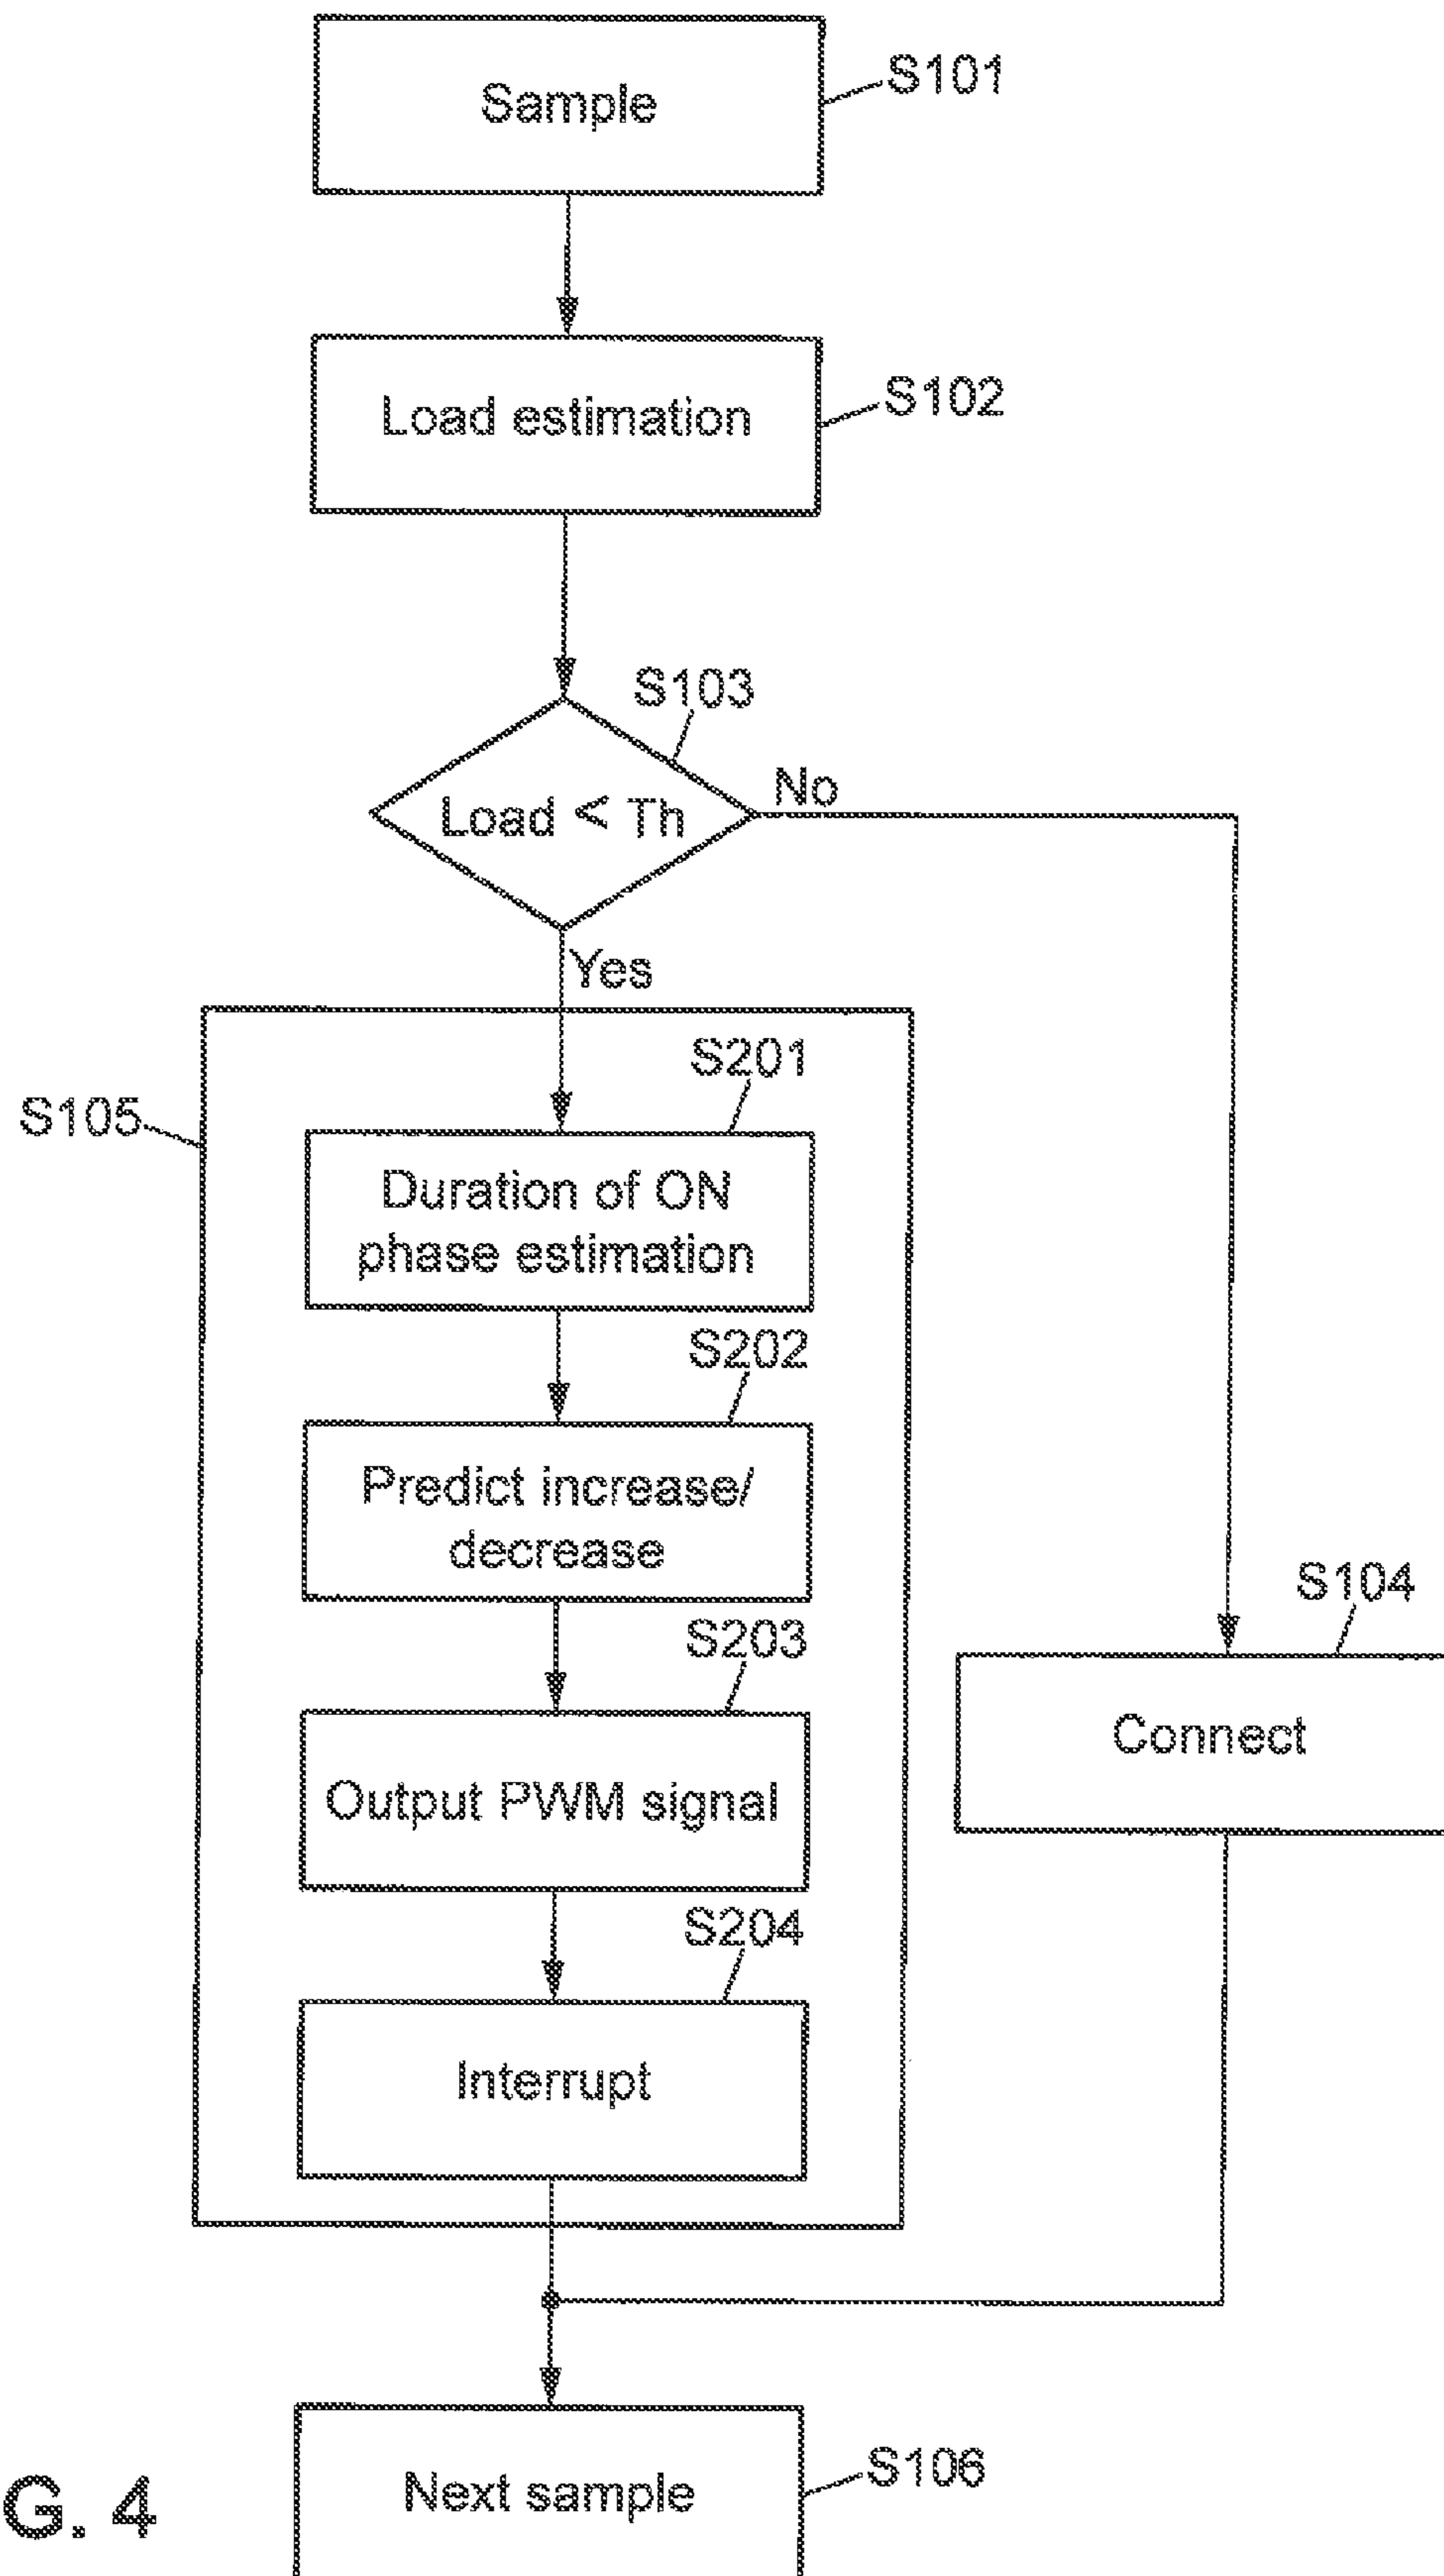 Sample
S101
Load estimation
S102
S103
Load < Th
No
Yes
S105
S201
Duration of ON
phase estimation
S202
Predict increase/
decrease
S203
Output PWM signal
S104
Connect
S204
Interrupt
Next sample
S106
G. 4